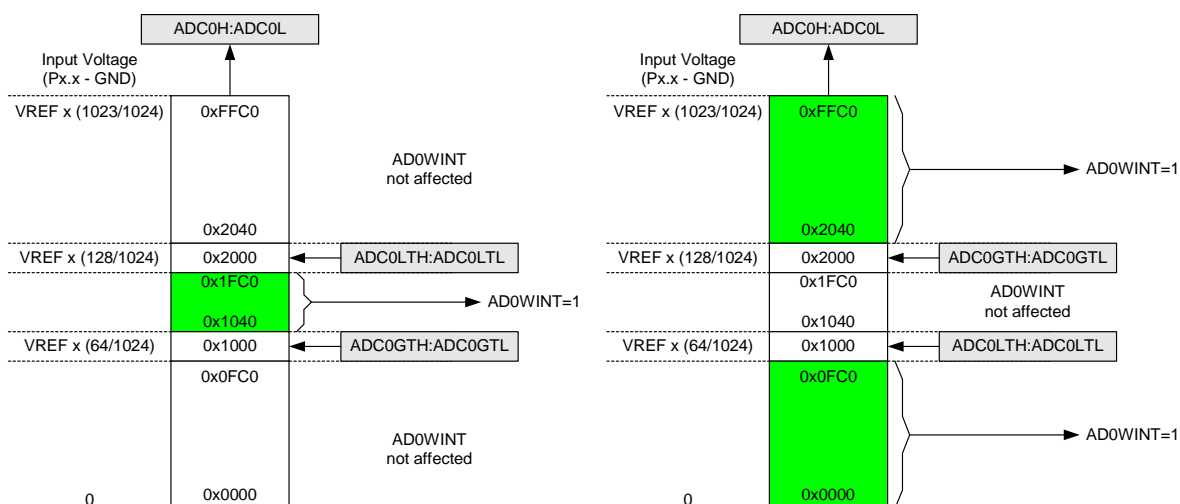 ADC0H:ADC0L
Input Voltage
(Px.x - GND)
VREF x (1023/1024)
0xFFC0
AD0WINT
not affected
0x2040
VREF x (128/1024)
0x2000
ADC0LTH:ADC0LTL
0x1FC0
AD0WINT=1
0x1040
VREF x (64/1024)
0x1000
ADC0GTH:ADC0GTL
0x0FC0
AD0WINT
not affected
0
0x0000
ADC0H:ADC0L
Input Voltage
(Px.x - GND)
VREF x (1023/1024)
0xFFC0
AD0WINT=1
0x2040
VREF x (128/1024)
0x2000
ADC0GTH:ADC0GTL
0x1FC0
AD0WINT
not affected
0x1040
VREF x (64/1024)
0x1000
ADC0LTH:ADC0LTL
0x0FC0
AD0WINT=1
0
0x0000